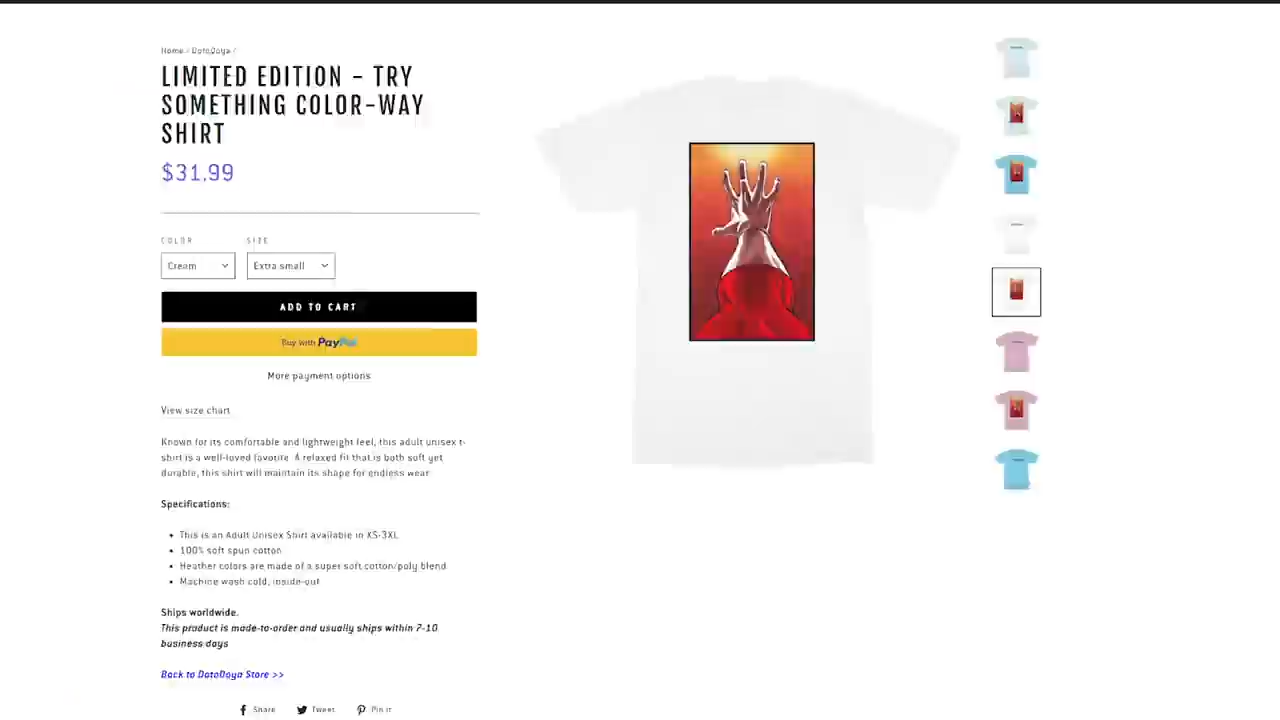 Home / DotoDoya /
LIMITED EDITION - TRY
SOMETHING COLOR-WAY
SHIRT
$31.99
COLOR SIZE
Cream Extra small
ADD TO CART
Buy with PayPal
More payment options
View size chart
Known for its comfortable and lightweight feel, this adult unisex t-
shirt is a well-loved favorite. A relaxed fit that is both soft yet
durable, this shirt will maintain its shape for endless wear.
Specifications:
This is an Adult Unisex Shirt available in XS-3XL
100% soft spun cotton
Heather colors are made of a super soft cotton/poly blend
Machine wash cold, inside-out
Ships worldwide.
This product is made-to-order and usually ships within 7-10
business days
Back to DotoDoya Store >>
Share Tweet Pin it